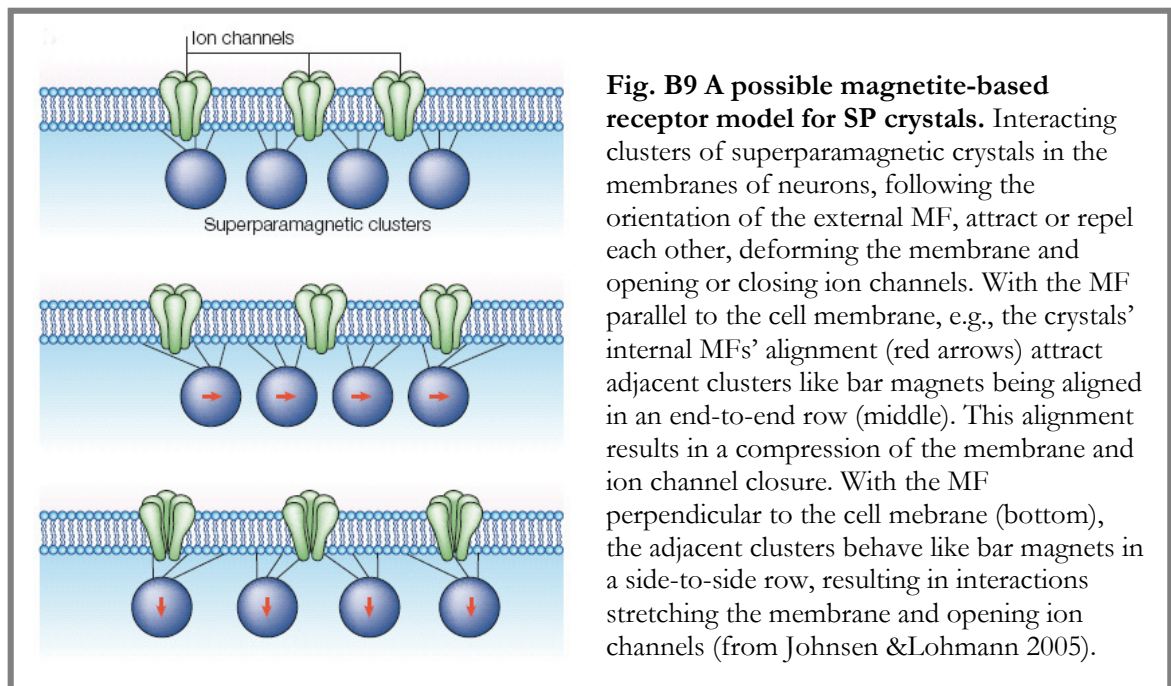 Ion channels
Superparamagnetic clusters
Fig. B9 A possible magnetite-based
receptor model for SP crystals. Interacting
clusters of superparamagnetic crystals in the
membranes of neurons, following the
orientation of the external MF, attract or repel
each other, deforming the membrane and
opening or closing ion channels. With the MF
parallel to the cell membrane, e.g., the crystals’
internal MFs’ alignment (red arrows) attract
adjacent clusters like bar magnets being aligned
in an end-to-end row (middle). This alignment
results in a compression of the membrane and
ion channel closure. With the MF
perpendicular to the cell mebrane (bottom),
the adjacent clusters behave like bar magnets in
a side-to-side row, resulting in interactions
stretching the membrane and opening ion
channels (from Johnsen &Lohmann 2005).